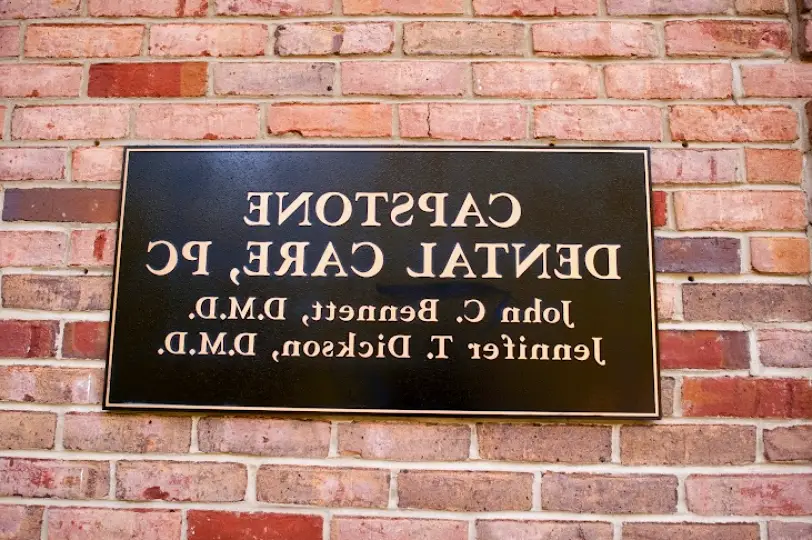 CAPSTONE
DENTAL CARE, PC
John C. Bennett, D.M.D.
Jennifer T. Dickson, D.M.D.